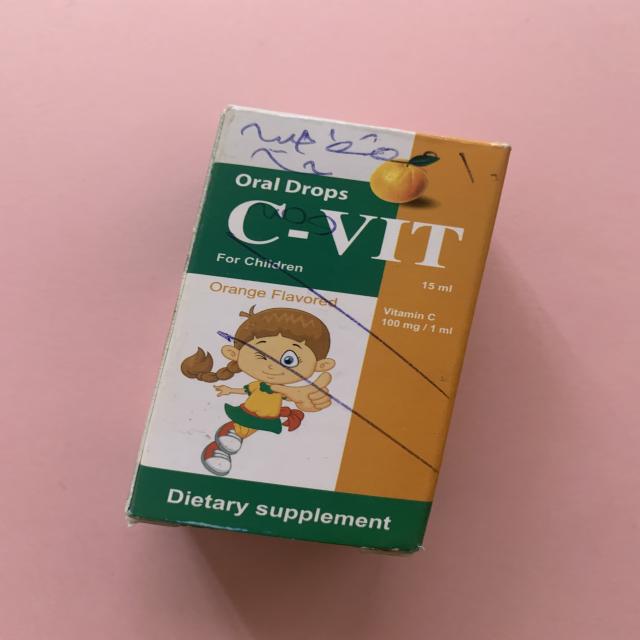 Oral Drops
C-VIT
For Children
15 ml
Orange Flavored
Vitamin C
100 mg / 1 ml
Dietary supplement